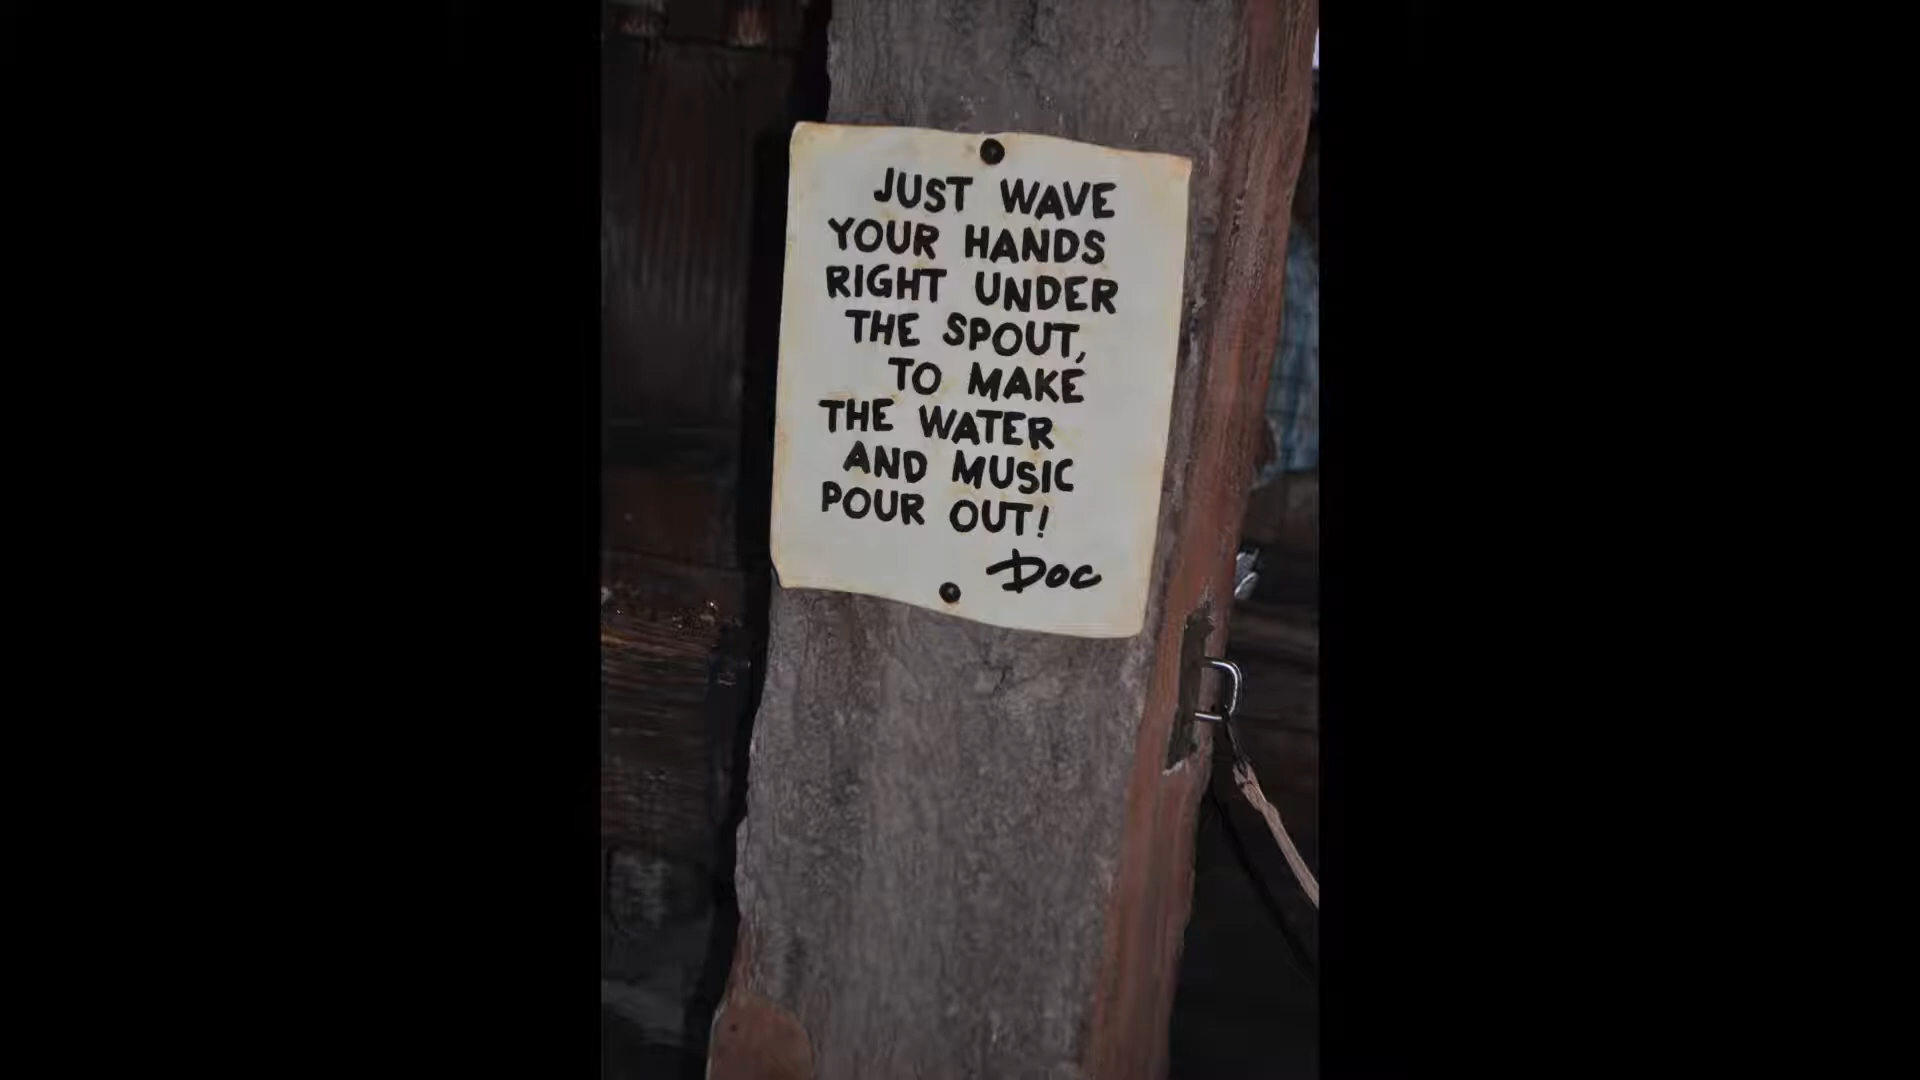 JUST WAVE
YOUR HANDS
RIGHT UNDER
THE SPOUT,
TO MAKE
THE WATER
AND MUSIC
POUR OUT!
Doc